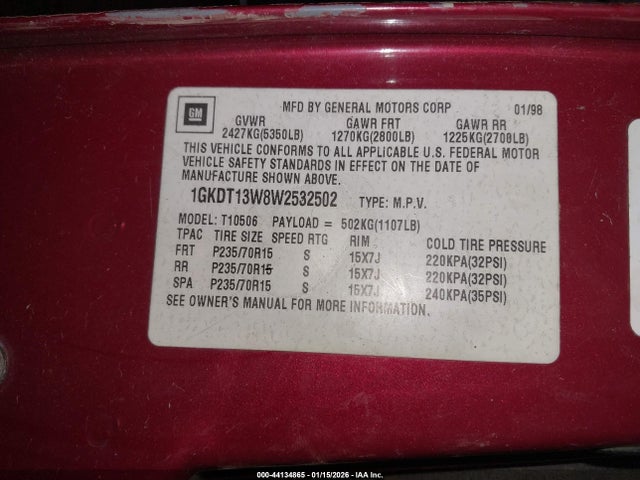 GM
MFD BY GENERAL MOTORS CORP 01/98
GVWR GAWR FRT GAWR RR
2427KG(5350LB) 1270KG(2800LB) 1225KG(2700LB)
THIS VEHICLE CONFORMS TO ALL APPLICABLE U.S. FEDERAL MOTOR
VEHICLE SAFETY STANDARDS IN EFFECT ON THE DATE OF
MANUFACTURE SHOWN ABOVE.
1GKDT13W8W2532502 TYPE: M.P.V.
MODEL: T10506 PAYLOAD = 502KG(1107LB)
TPAC TIRE SIZE SPEED RTG RIM COLD TIRE PRESSURE
FRT P235/70R15 S 15X7J 220KPA(32PSI)
RR P235/70R15 S 15X7J 220KPA(32PSI)
SPA P235/70R15 S 15X7J 240KPA(35PSI)
SEE OWNER'S MANUAL FOR MORE INFORMATION.
000-44134865 | 01/15/2026 - IAA Inc.